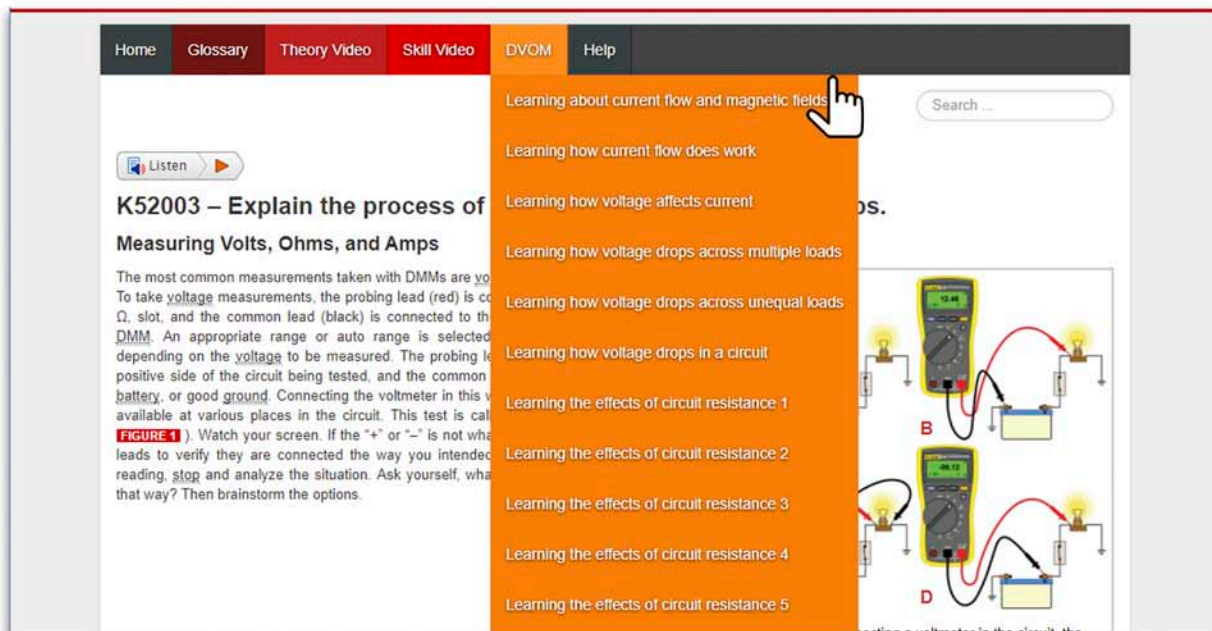 Home Glossary Theory Video Skill Video DVOM Help
Learning about current flow and magnetic fields
Search ...
Learning how current flow does work
Listen
K52003 – Explain the process of
Learning how voltage affects current
os.
Measuring Volts, Ohms, and Amps
Learning how voltage drops across multiple loads
Learning how voltage drops across unequal loads
Learning how voltage drops in a circuit
Learning the effects of circuit resistance 1
Learning the effects of circuit resistance 2
Learning the effects of circuit resistance 3
Learning the effects of circuit resistance 4
Learning the effects of circuit resistance 5
The most common measurements taken with DMMs are vo
To take voltage measurements, the probing lead (red) is co
Ω, slot, and the common lead (black) is connected to th
DMM. An appropriate range or auto range is selected
depending on the voltage to be measured. The probing le
positive side of the circuit being tested, and the common
battery, or good ground. Connecting the voltmeter in this v
available at various places in the circuit. This test is cal
FIGURE 1 ). Watch your screen. If the "+" or "–" is not wha
leads to verify they are connected the way you intended
reading, stop and analyze the situation. Ask yourself, wha
that way? Then brainstorm the options.
12.46
B
-06.12
D